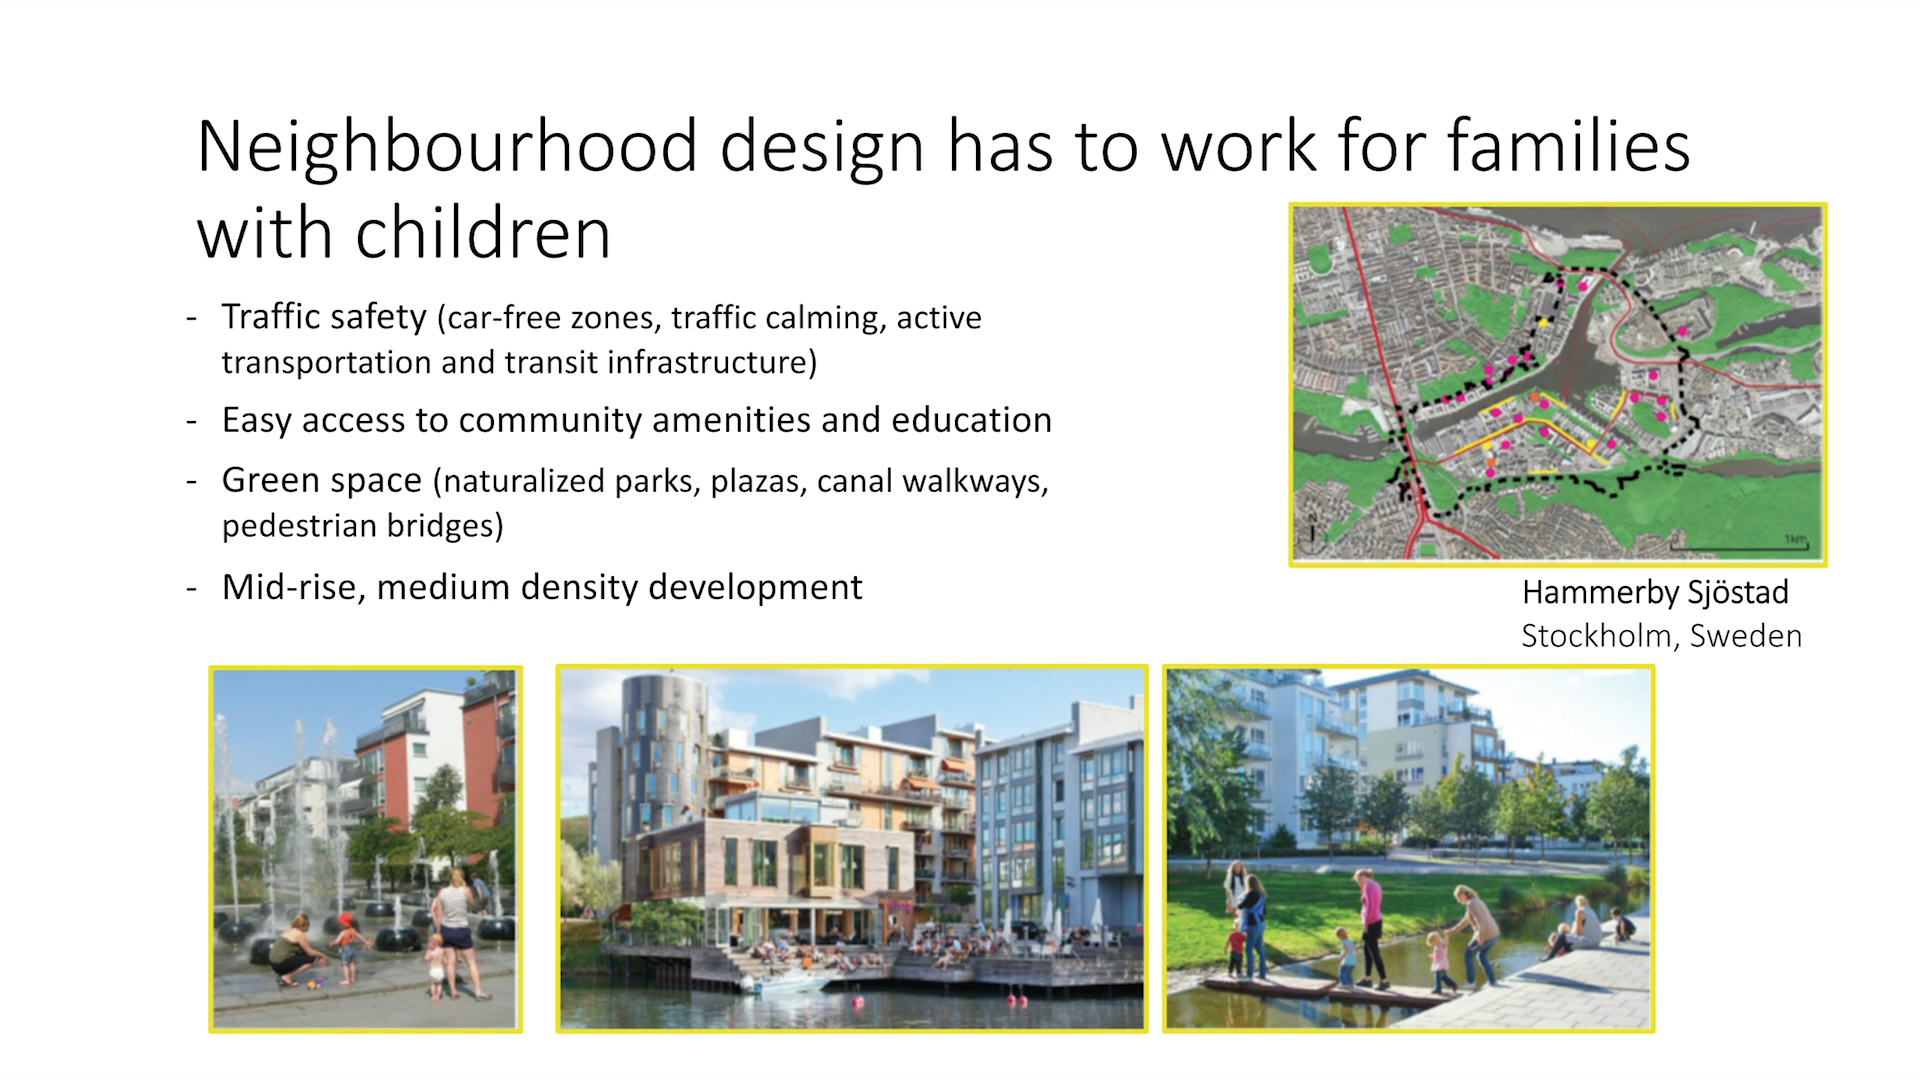 Neighbourhood design has to work for families
with children
- Traffic safety (car-free zones, traffic calming, active
transportation and transit infrastructure)
- Easy access to community amenities and education
- Green space (naturalized parks, plazas, canal walkways,
pedestrian bridges)
- Mid-rise, medium density development
N
1km
Hammerby Sjöstad
Stockholm, Sweden